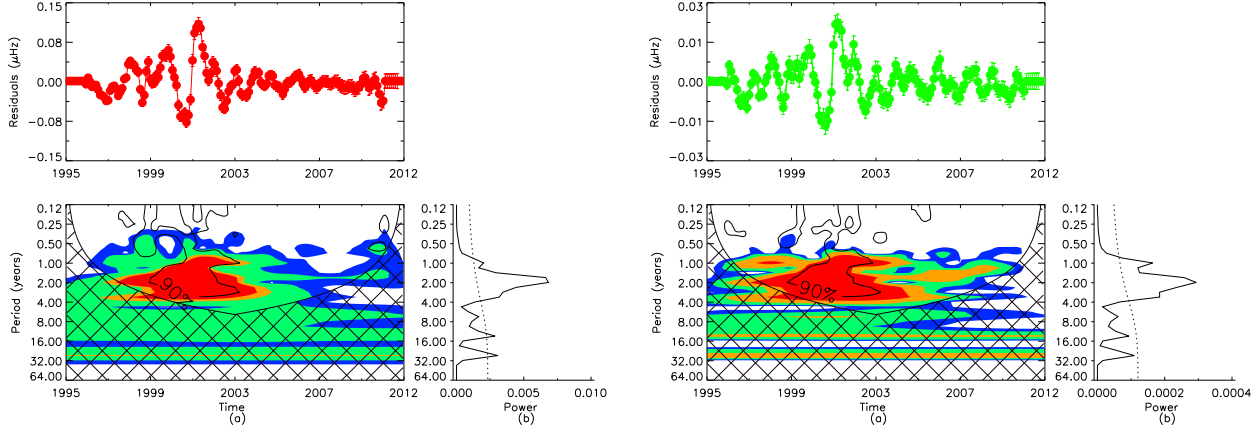 0.15
0.08
0.00
−0.08
−0.15
Residuals (μHz)
1995 1999 2003 2007 2012
0.12
0.25
0.50
1.00
2.00
4.00
8.00
16.00
32.00
64.00
Period (years)
90%
1995 1999 2003 2007 2012
Time
(a)
0.12
0.25
0.50
1.00
2.00
4.00
8.00
16.00
32.00
64.00
0.000 0.005 0.010
Power
(b)
0.03
0.01
0.00
−0.01
−0.03
Residuals (μHz)
1995 1999 2003 2007 2012
0.12
0.25
0.50
1.00
2.00
4.00
8.00
16.00
32.00
64.00
Period (years)
90%
1995 1999 2003 2007 2012
Time
(a)
0.12
0.25
0.50
1.00
2.00
4.00
8.00
16.00
32.00
64.00
0.0000 0.0002 0.0004
Power
(b)